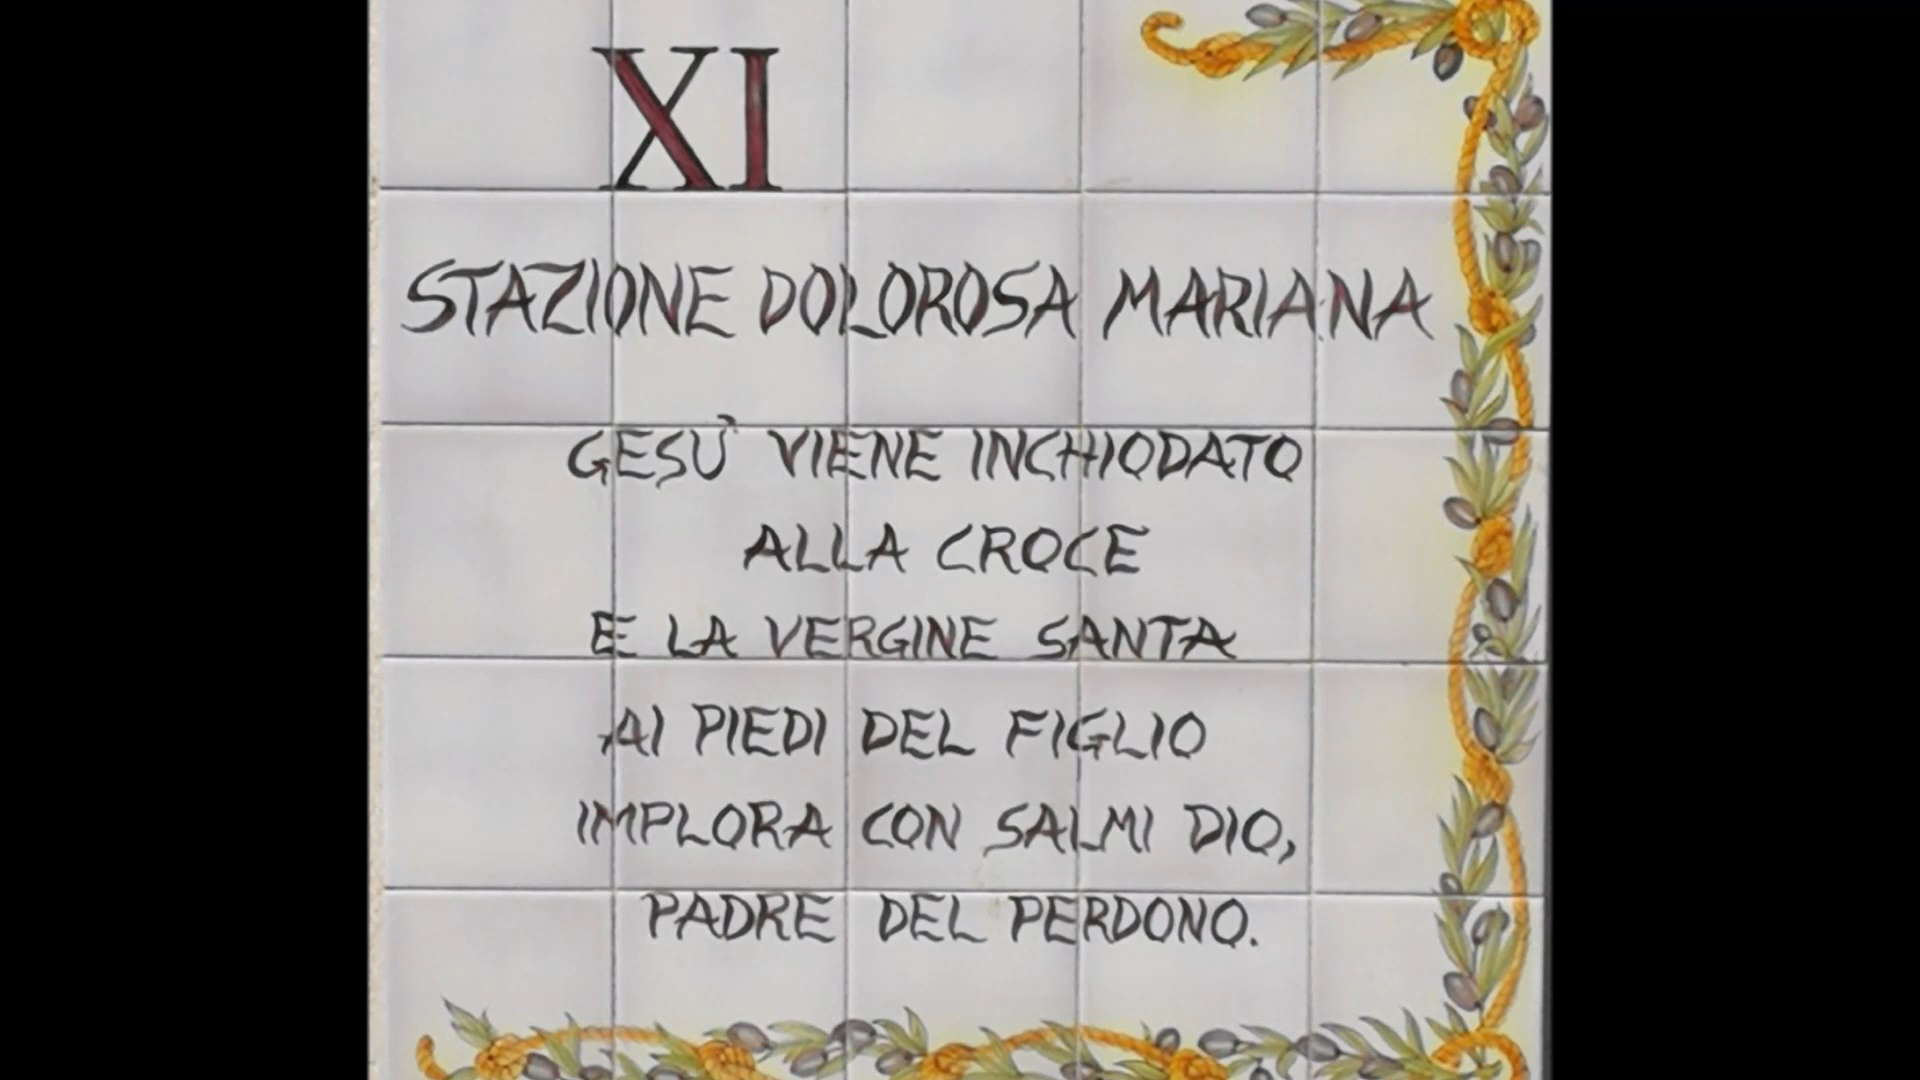 XI
STAZIONE DOLOROSA MARIANA
GESÙ VIENE INCHIODATO
ALLA CROCE
E LA VERGINE SANTA
AI PIEDI DEL FIGLIO
IMPLORA CON SALMI DIO,
PADRE DEL PERDONO.